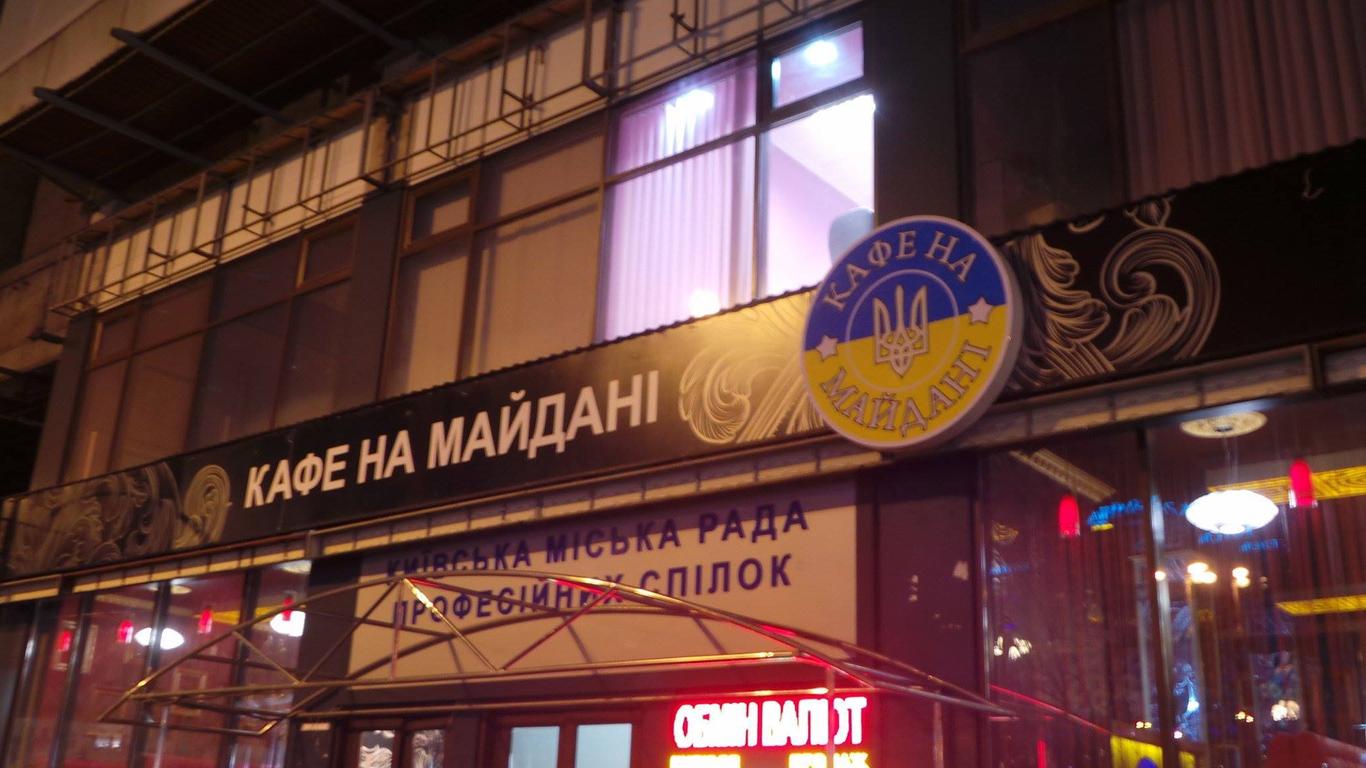 КАФЕ НА
МАЙДАНІ
КАФЕ НА МАЙДАНІ
КИЇВСЬКА МІСЬКА РАДА
ПРОФЕСІЙНИХ СПІЛОК
ОБМІН ВАЛЮТ